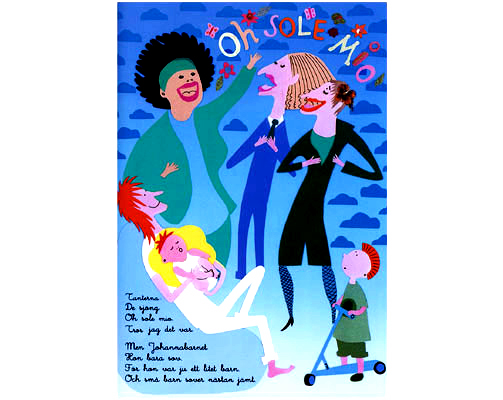 "Oh SOLE"
Mio
Tanterna
De sjöng
Oh sole mio
Tror jag det var
Men Johannabarnet
Hon bara sov
För hon var ju ett litet barn
Och små barn sover nästan jämt